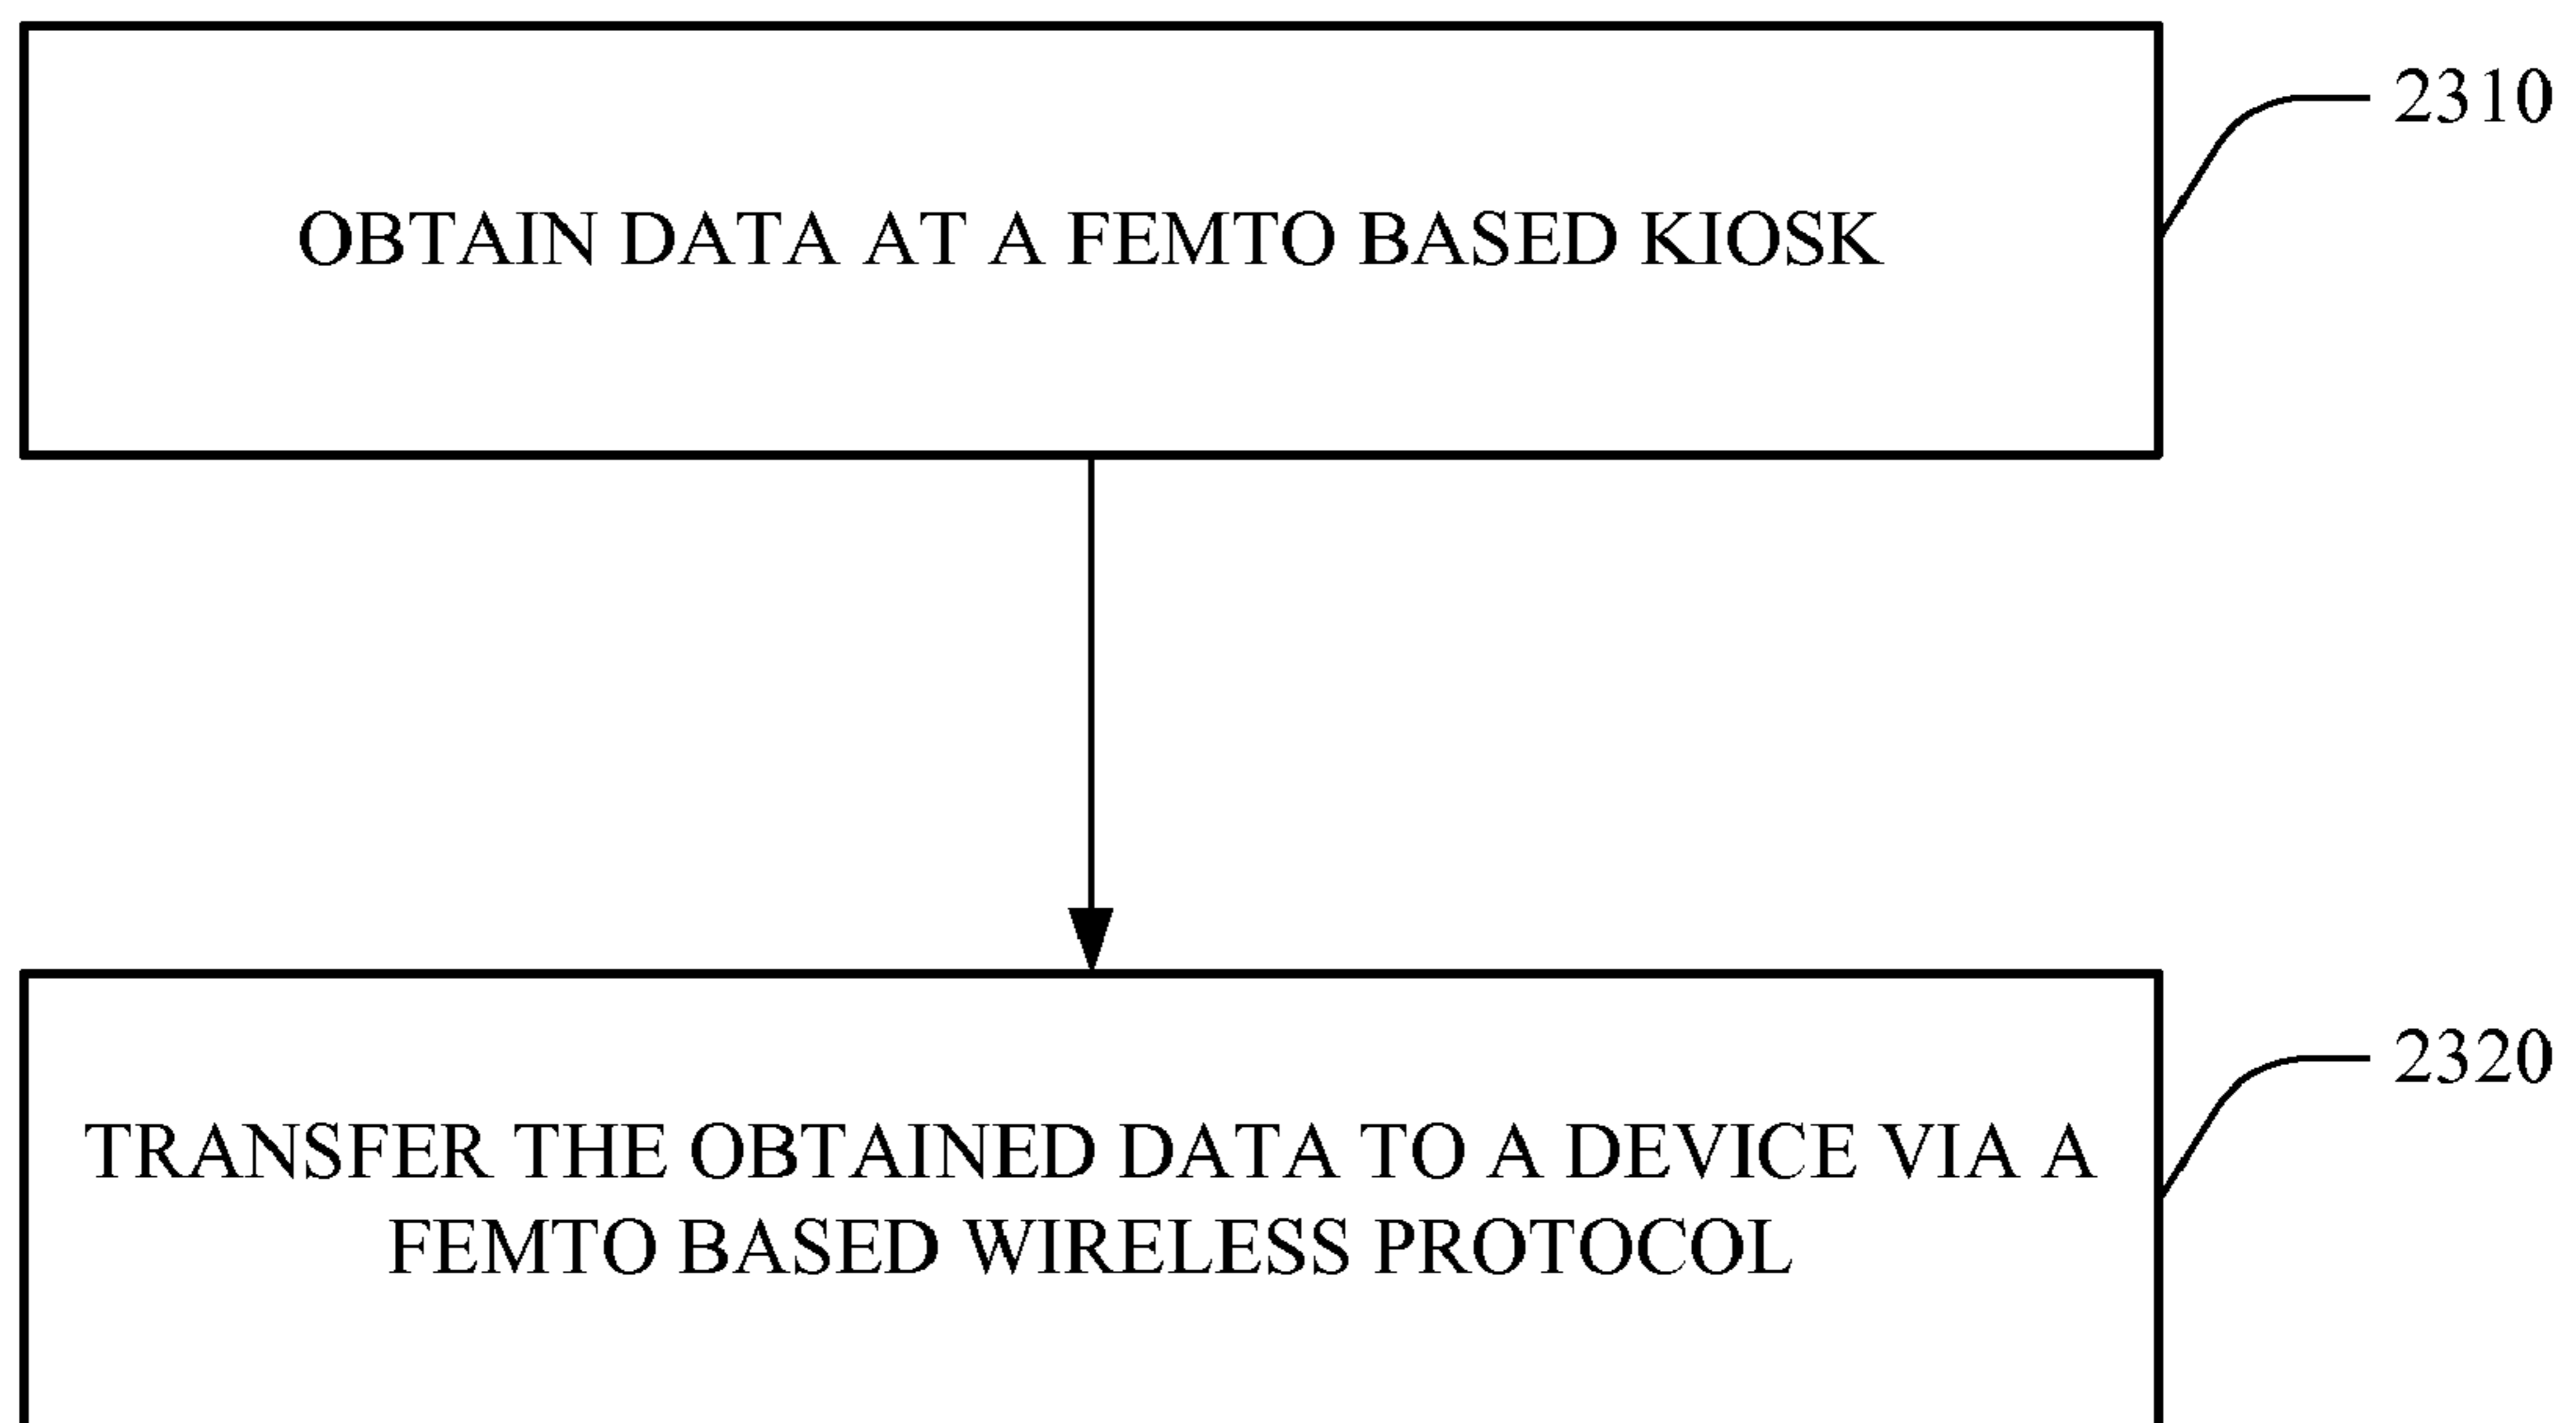 2310
OBTAIN DATA AT A FEMTO BASED KIOSK
2320
TRANSFER THE OBTAINED DATA TO A DEVICE VIA A
FEMTO BASED WIRELESS PROTOCOL